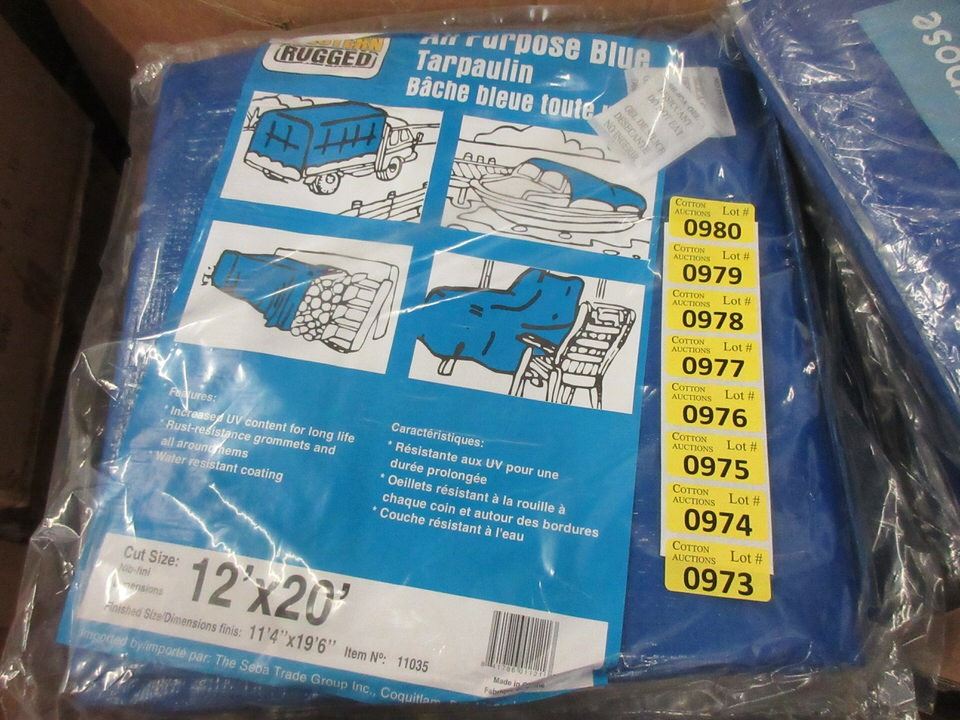 RUGGED
All Purpose Blue
Tarpaulin
Bâche bleue toute
DO NOT EAT
Features:
* Increased UV content for long life
* Rust-resistance grommets and
all around hems
* Water resistant coating
Caractéristiques:
* Résistante aux UV pour une
durée prolongée
* Oeillets résistant à la rouille à
chaque coin et autour des bordures
* Couche résistant à l'eau
Cut Size:
12'x20'
Finished Size/Dimensions finis: 11'4"x19'6" Item Nº: 11035
Imported by/importé par: The Seba Trade Group Inc., Coquitlam,
Made in
COTTON AUCTIONS Lot #
0980
COTTON AUCTIONS Lot #
0979
COTTON AUCTIONS Lot #
0978
COTTON AUCTIONS Lot #
0977
COTTON AUCTIONS Lot #
0976
COTTON AUCTIONS Lot #
0975
COTTON AUCTIONS Lot #
0974
COTTON AUCTIONS Lot #
0973